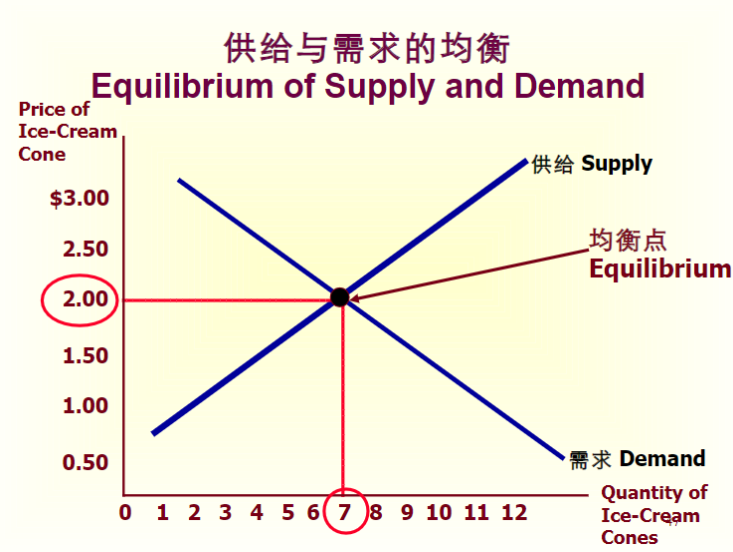 供给与需求的均衡
Equilibrium of Supply and Demand
Price of
Ice-Cream
Cone
$3.00
2.50
2.00
1.50
1.00
0.50
供给 Supply
均衡点
Equilibrium
需求 Demand
0 1 2 3 4 5 6 7 8 9 10 11 12
Quantity of
Ice-Cream
Cones